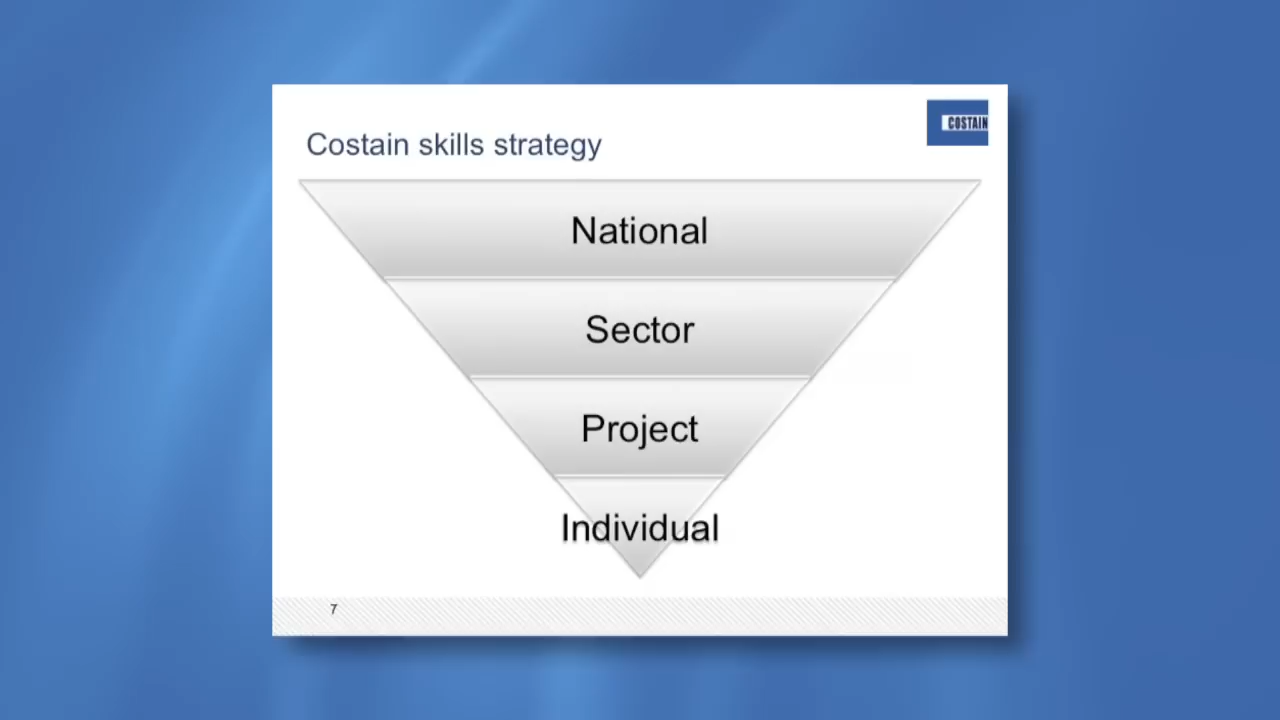 Costain skills strategy
COSTAIN
National
Sector
Project
Individual
7